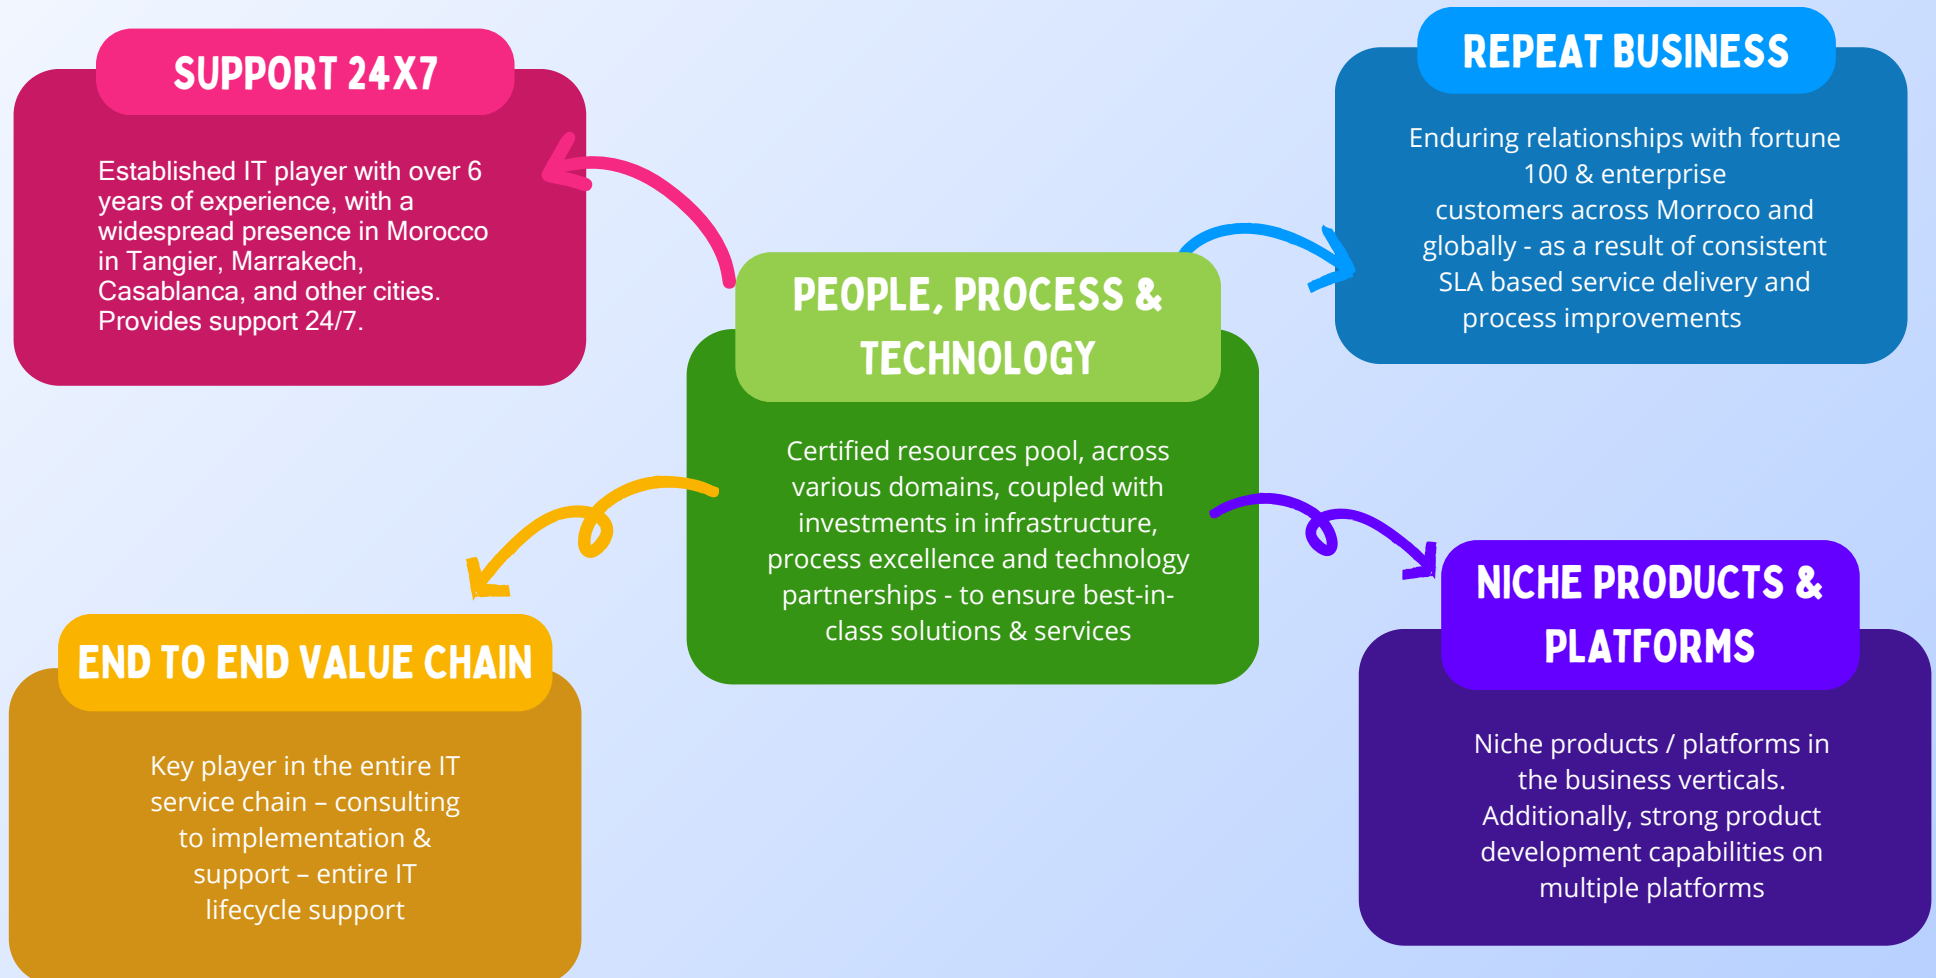 SUPPORT 24X7
Established IT player with over 6
years of experience, with a
widespread presence in Morocco
in Tangier, Marrakech,
Casablanca, and other cities.
Provides support 24/7.
REPEAT BUSINESS
Enduring relationships with fortune
100 & enterprise
customers across Morroco and
globally - as a result of consistent
SLA based service delivery and
process improvements
PEOPLE, PROCESS &
TECHNOLOGY
Certified resources pool, across
various domains, coupled with
investments in infrastructure,
process excellence and technology
partnerships - to ensure best-in-
class solutions & services
END TO END VALUE CHAIN
Key player in the entire IT
service chain – consulting
to implementation &
support – entire IT
lifecycle support
NICHE PRODUCTS &
PLATFORMS
Niche products / platforms in
the business verticals.
Additionally, strong product
development capabilities on
multiple platforms